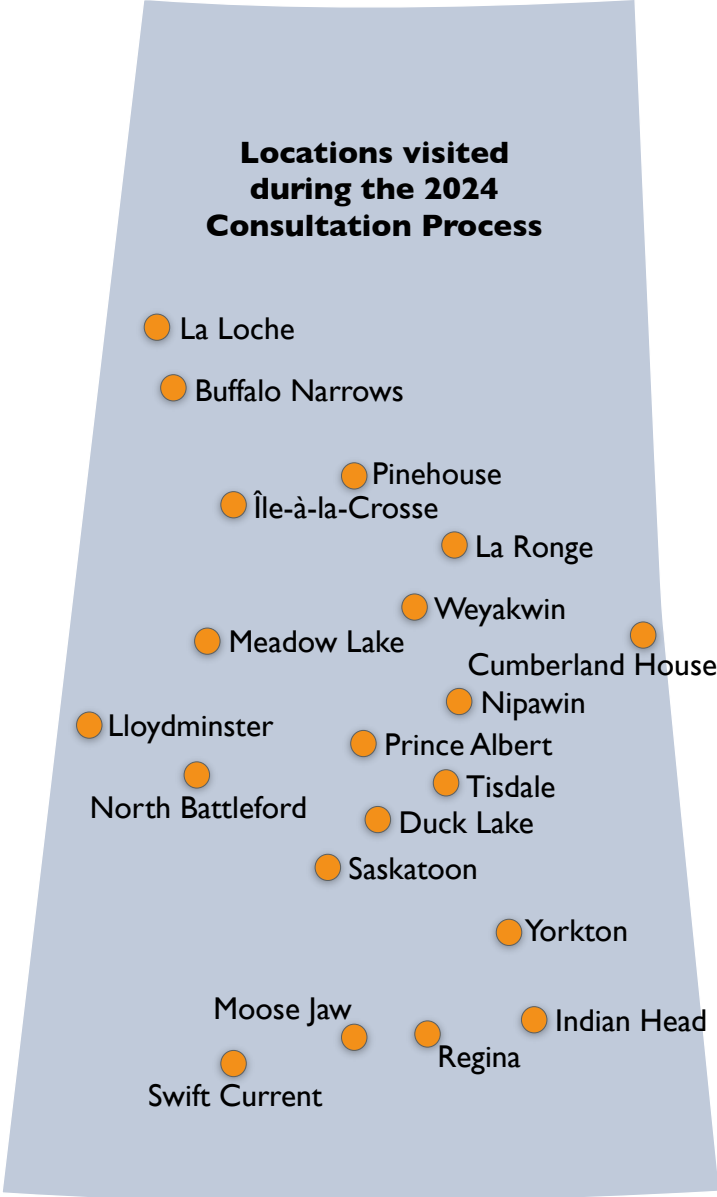 Locations visited
during the 2024
Consultation Process
La Loche
Buffalo Narrows
Pinehouse
Île-à-la-Crosse
La Ronge
Weyakwin
Meadow Lake
Cumberland House
Nipawin
Lloydminster
Prince Albert
Tisdale
North Battleford
Duck Lake
Saskatoon
Yorkton
Moose Jaw
Indian Head
Regina
Swift Current